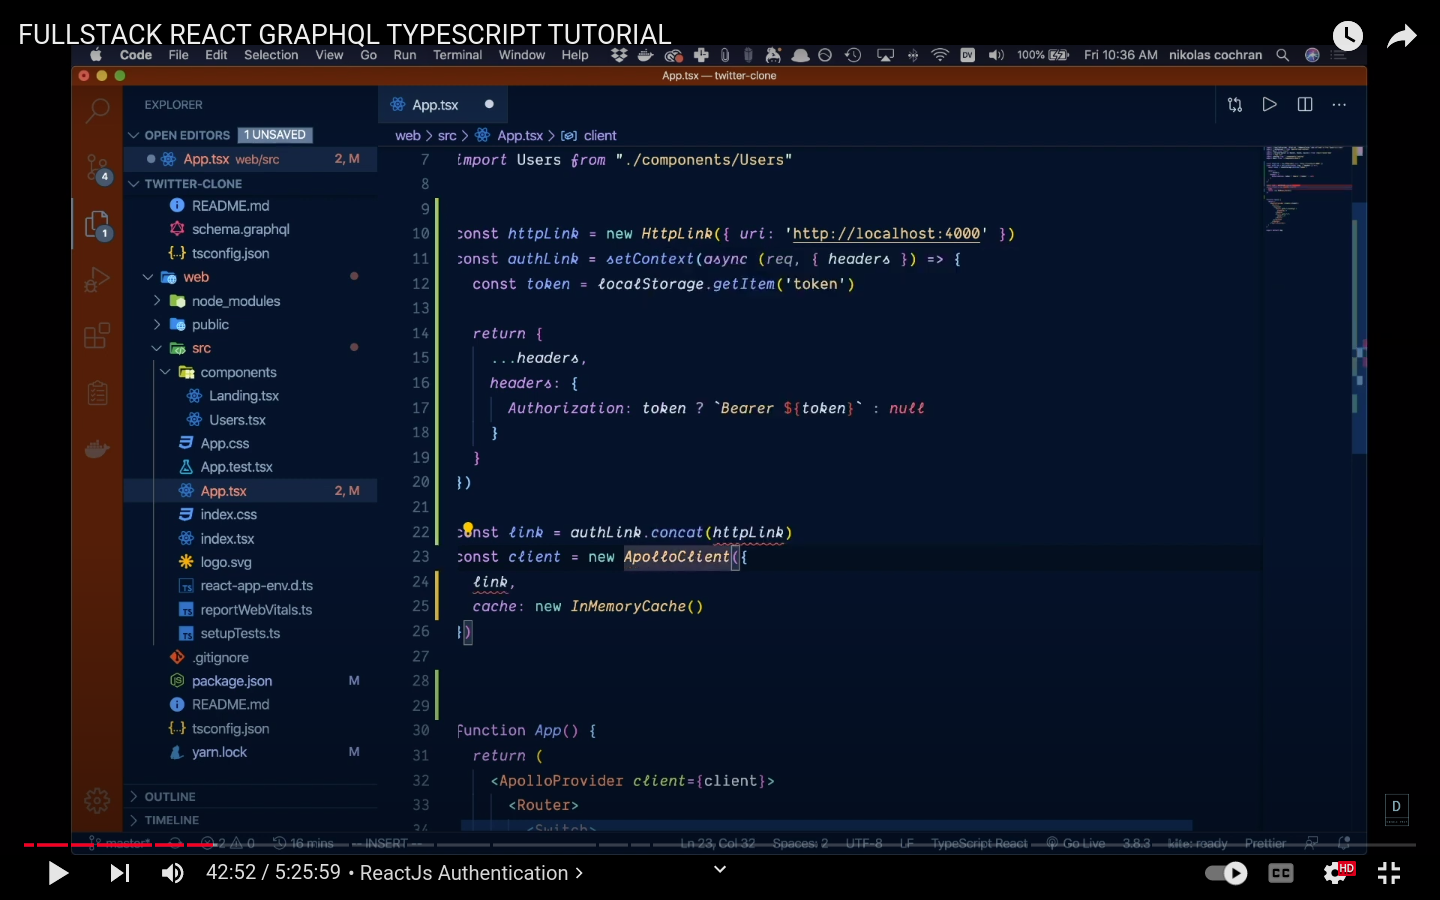 FULLSTACK REACT GRAPHQL TYPESCRIPT TUTORIAL
Code File Edit Selection View Go Run Terminal Window Help DV 100% Fri 10:36 AM nikolas cochran
App.tsx — twitter-clone
EXPLORER
OPEN EDITORS 1 UNSAVED
App.tsx web/src 2, M
TWITTER-CLONE
README.md
schema.graphql
tsconfig.json
web
node_modules
public
src
components
Landing.tsx
Users.tsx
App.css
App.test.tsx
App.tsx 2, M
index.css
index.tsx
logo.svg
react-app-env.d.ts
reportWebVitals.ts
setupTests.ts
.gitignore
package.json M
README.md
tsconfig.json
yarn.lock M
OUTLINE
TIMELINE
4
1
App.tsx
web > src > App.tsx > client
7 import Users from "./components/Users"
8
9
10 const httpLink = new HttpLink({ uri: 'http://localhost:4000' })
11 const authLink = setContext(async (req, { headers }) => {
12 const token = localStorage.getItem('token')
13
14 return {
15 ...headers,
16 headers: {
17 Authorization: token ? `Bearer ${token}` : null
18 }
19 }
20 })
21
22 const link = authLink.concat(httpLink)
23 const client = new ApolloClient({
24 link,
25 cache: new InMemoryCache()
26 })
27
28
29
30 function App() {
31 return (
32 <ApolloProvider client={client}>
33 <Router>
34 <Switch>
D
master* 2 0 16 mins -- INSERT -- Ln 23, Col 32 Spaces: 2 UTF-8 LF TypeScript React Go Live 3.8.3 kite: ready Prettier
42:52 / 5:25:59 • ReactJs Authentication >
CC
HD